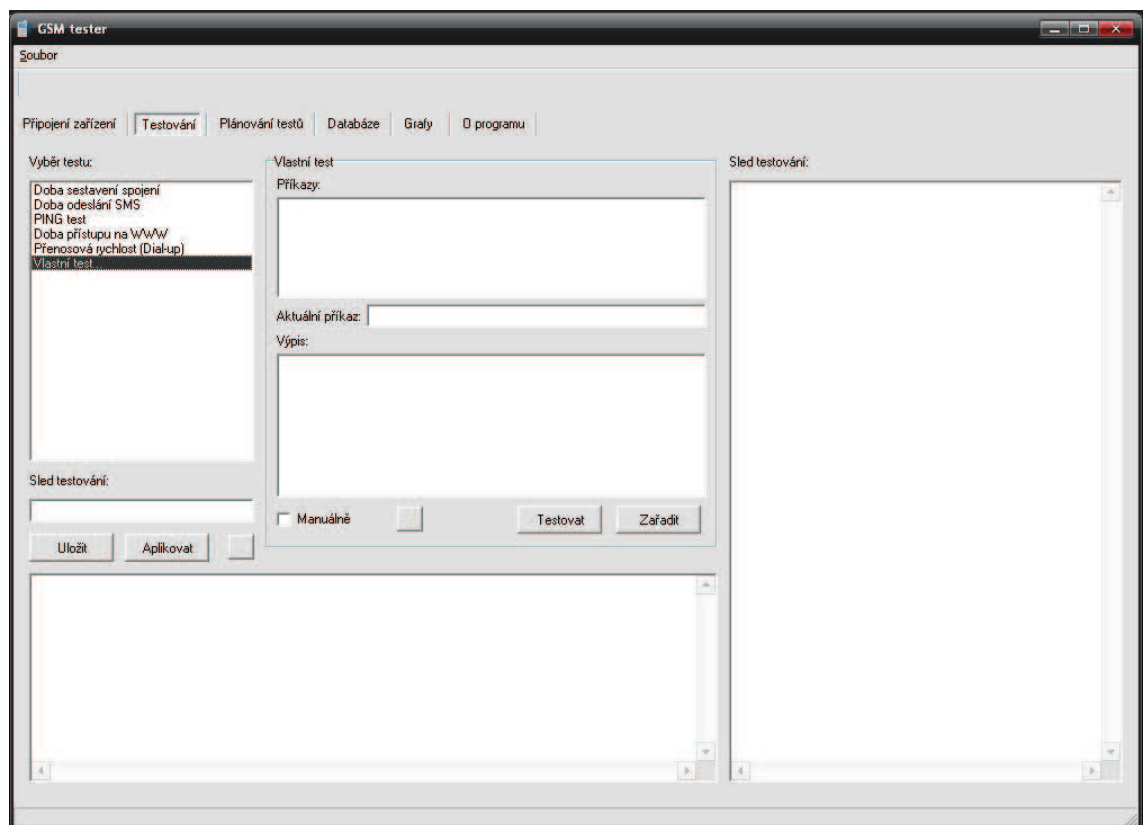 GSM tester
Soubor
Připojení zařízení Testování Plánování testů Databáze Grafy O programu
Vyběr testu:
Doba sestavení spojení
Doba odeslání SMS
PING test
Doba přístupu na WWW
Přenosová rychlost (Dial-up)
Vlastní test...
Sled testování:
Uložit Aplikovat
Vlastní test
Příkazy:
Aktuální příkaz:
Výpis:
Manuálně Testovat Zařadit
Sled testování: